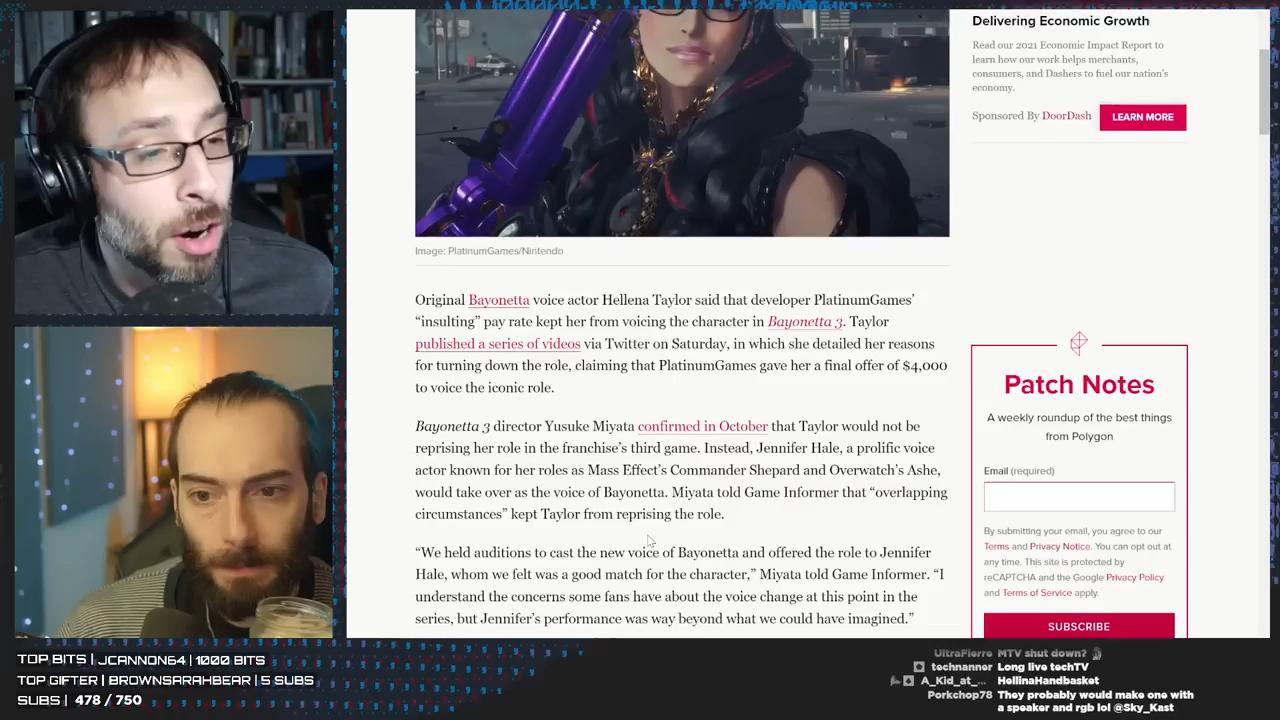 Delivering Economic Growth
Read our 2021 Economic Impact Report to
learn how our work helps merchants,
consumers, and Dashers to fuel our nation's
economy.
Sponsored By DoorDash
LEARN MORE
Image: PlatinumGames/Nintendo
Original Bayonetta voice actor Hellena Taylor said that developer PlatinumGames'
“insulting” pay rate kept her from voicing the character in Bayonetta 3. Taylor
published a series of videos via Twitter on Saturday, in which she detailed her reasons
for turning down the role, claiming that PlatinumGames gave her a final offer of $4,000
to voice the iconic role.
Bayonetta 3 director Yusuke Miyata confirmed in October that Taylor would not be
reprising her role in the franchise's third game. Instead, Jennifer Hale, a prolific voice
actor known for her roles as Mass Effect's Commander Shepard and Overwatch's Ashe,
would take over as the voice of Bayonetta. Miyata told Game Informer that “overlapping
circumstances” kept Taylor from reprising the role.
“We held auditions to cast the new voice of Bayonetta and offered the role to Jennifer
Hale, whom we felt was a good match for the character,” Miyata told Game Informer. “I
understand the concerns some fans have about the voice change at this point in the
series, but Jennifer's performance was way beyond what we could have imagined.”
Patch Notes
A weekly roundup of the best things
from Polygon
Email (required)
By submitting your email, you agree to our
Terms and Privacy Notice. You can opt out at
any time. This site is protected by
reCAPTCHA and the Google Privacy Policy
and Terms of Service apply.
SUBSCRIBE
TOP BITS | JCANNON64 | 1000 BITS
TOP GIFTER | BROWNSARAHBEAR | 5 SUBS
SUBS | 478 / 750
UltraFierre MTV shut down?
technanner Long live techTV
A_Kid_at_... HellinaHandbasket
Porkchop78 They probably would make one with
a speaker and rgb lol @Sky_Kast